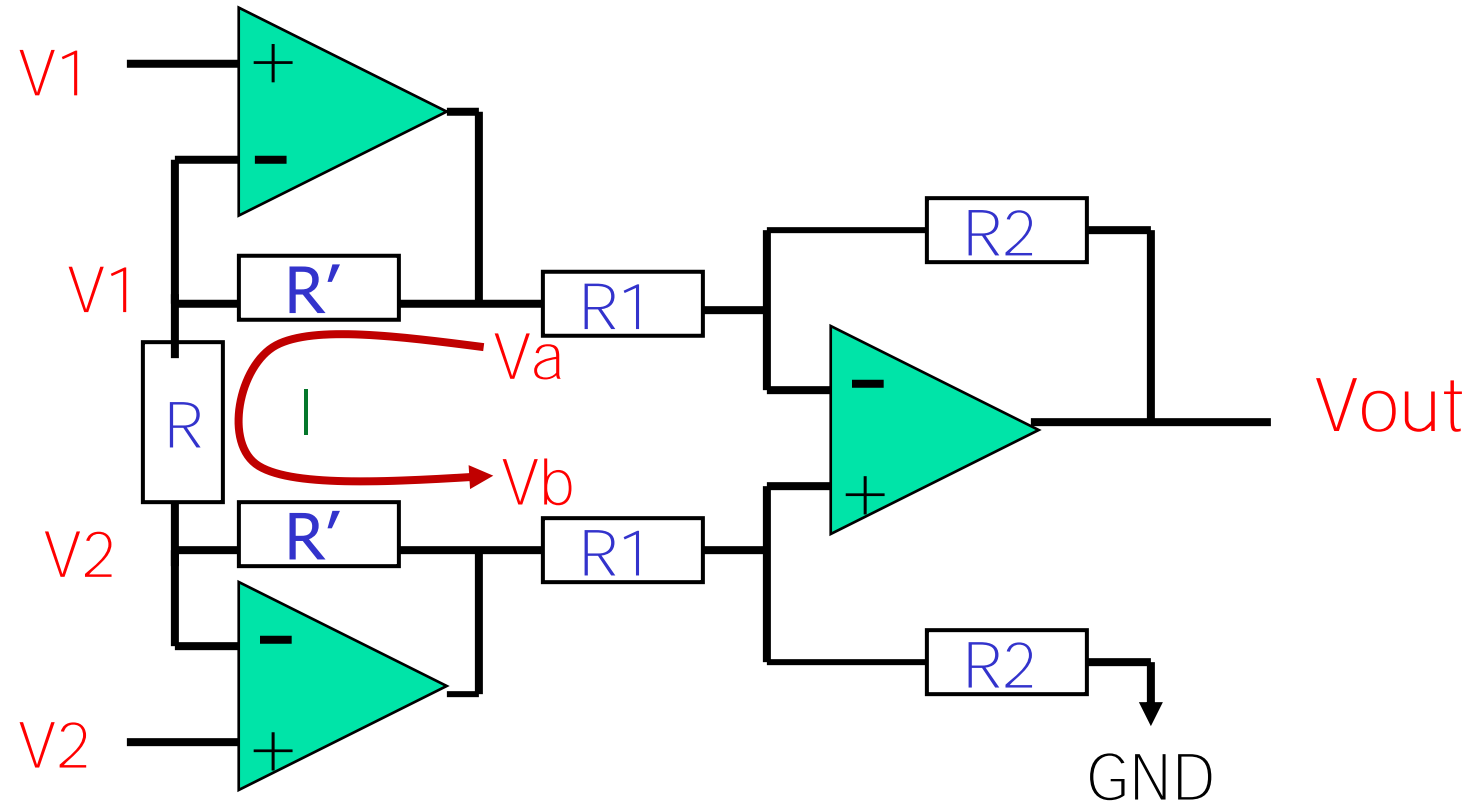 V1
+
-
V1
R'
R1
R2
Va
R
I
-
Vout
Vb
+
V2
R'
R1
-
R2
V2
+
GND